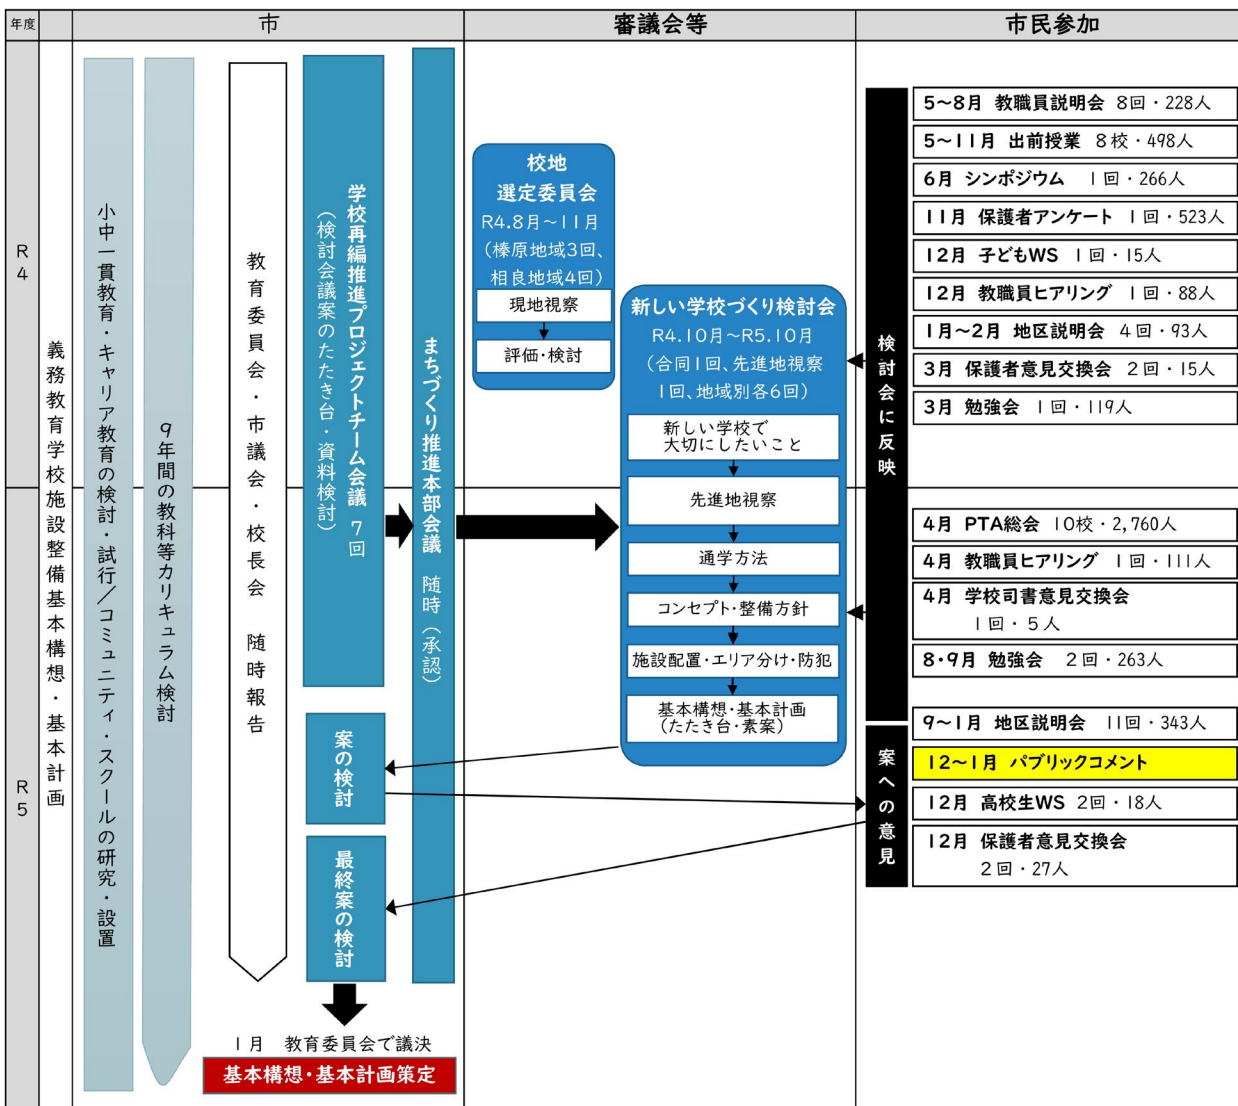 年度
市
審議会等
市民参加
R4
R5
義務教育学校施設整備基本構想・基本計画
小中一貫教育・キャリア教育の検討・試行／コミュニティ・スクールの研究・設置
9年間の教科等カリキュラム検討
教育委員会・市議会・校長会 随時報告
学校再編推進プロジェクトチーム会議 7回
（検討会議案のたたき台・資料検討）
まちづくり推進本部会議 随時（承認）
案の検討
最終案の検討
1月 教育委員会で議決
基本構想・基本計画策定
校地
選定委員会
R4.8月～11月
（榛原地域3回、
相良地域4回）
現地視察
評価・検討
新しい学校づくり検討会
R4.10月～R5.10月
（合同1回、先進地視察
1回、地域別各6回）
新しい学校で
大切にしたいこと
先進地視察
通学方法
コンセプト・整備方針
施設配置・エリア分け・防犯
基本構想・基本計画
（たたき台・素案）
検討会に反映
案への意見
5～8月 教職員説明会 8回・228人
5～11月 出前授業 8校・498人
6月 シンポジウム 1回・266人
11月 保護者アンケート 1回・523人
12月 子どもWS 1回・15人
12月 教職員ヒアリング 1回・88人
1月～2月 地区説明会 4回・93人
3月 保護者意見交換会 2回・15人
3月 勉強会 1回・119人
4月 PTA総会 10校・2,760人
4月 教職員ヒアリング 1回・111人
4月 学校司書意見交換会
1回・5人
8・9月 勉強会 2回・263人
9～1月 地区説明会 11回・343人
12～1月 パブリックコメント
12月 高校生WS 2回・18人
12月 保護者意見交換会
2回・27人